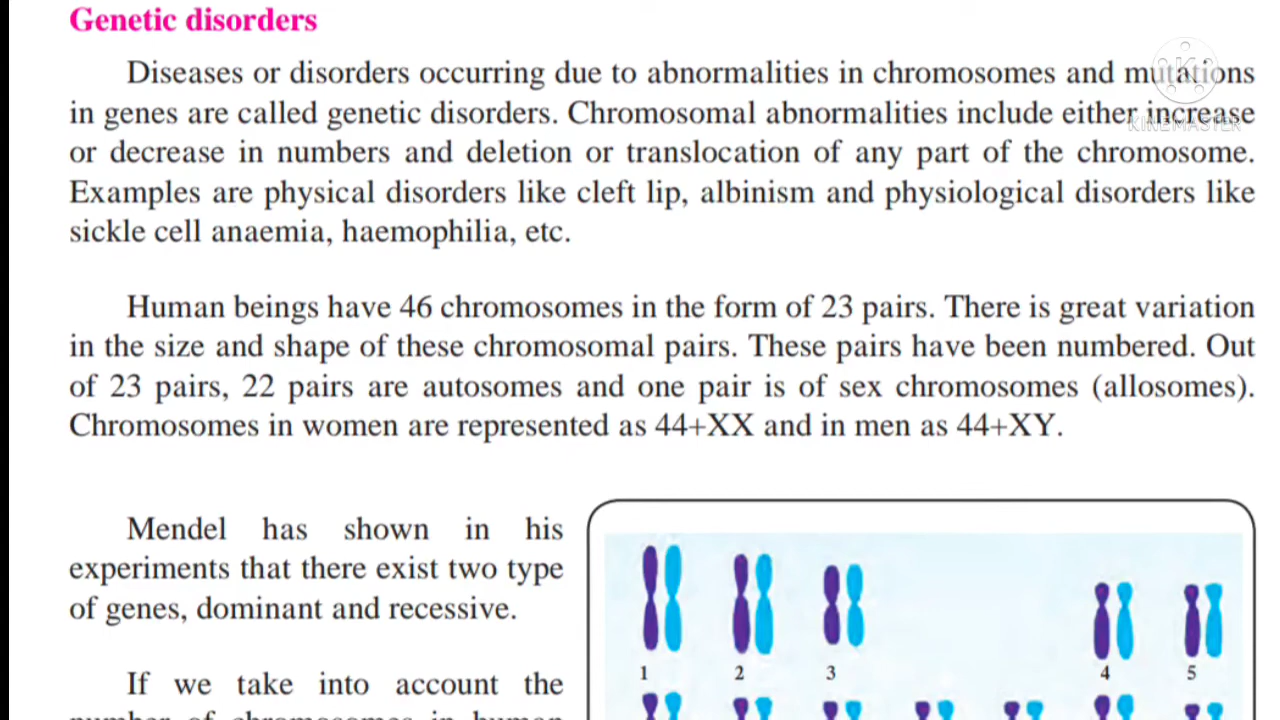 Genetic disorders
Diseases or disorders occurring due to abnormalities in chromosomes and mutations
in genes are called genetic disorders. Chromosomal abnormalities include either increase
or decrease in numbers and deletion or translocation of any part of the chromosome.
Examples are physical disorders like cleft lip, albinism and physiological disorders like
sickle cell anaemia, haemophilia, etc.
Human beings have 46 chromosomes in the form of 23 pairs. There is great variation
in the size and shape of these chromosomal pairs. These pairs have been numbered. Out
of 23 pairs, 22 pairs are autosomes and one pair is of sex chromosomes (allosomes).
Chromosomes in women are represented as 44+XX and in men as 44+XY.
Mendel has shown in his
experiments that there exist two type
of genes, dominant and recessive.
If we take into account the
number of chromosomes in human
1 2 3 4 5
K
KINEMASTER